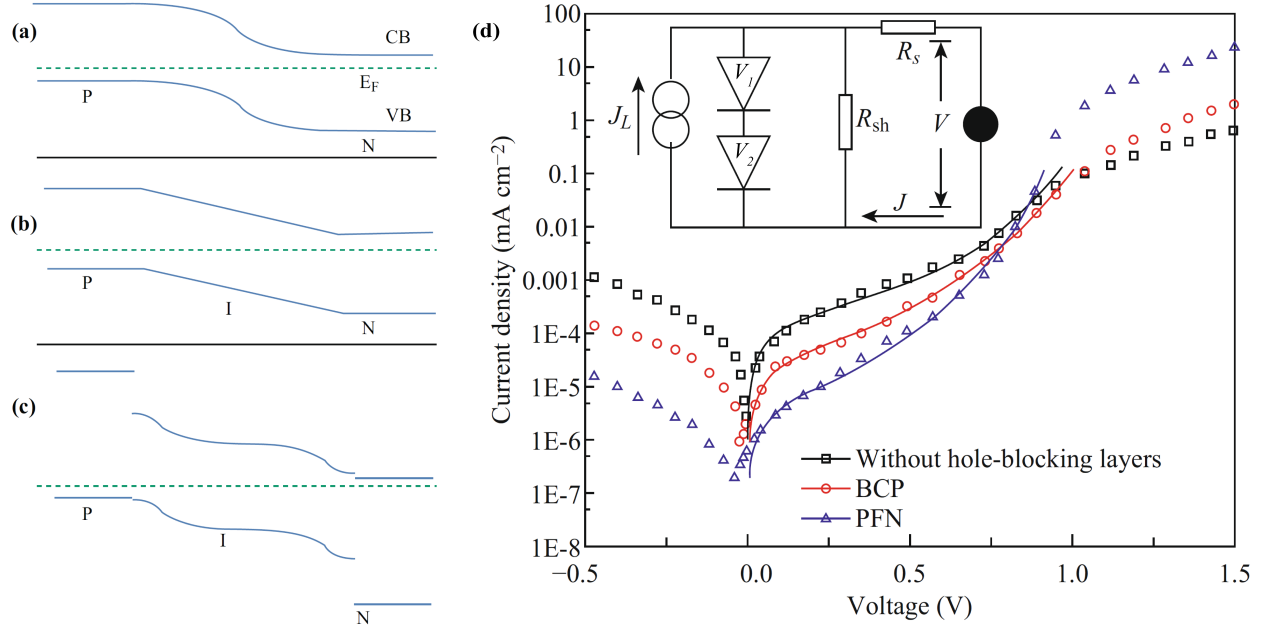 (a)
CB
E_F
P
VB
N
(b)
P
I
N
(c)
P
I
N
(d)
Current density (mA cm⁻²)
100
10
1
0.1
0.01
0.001
1E-4
1E-5
1E-6
1E-7
1E-8
−0.5
0.0
0.5
1.0
1.5
Voltage (V)
J_L
V_1
V_2
R_sh
R_s
V
J
Without hole-blocking layers
BCP
PFN